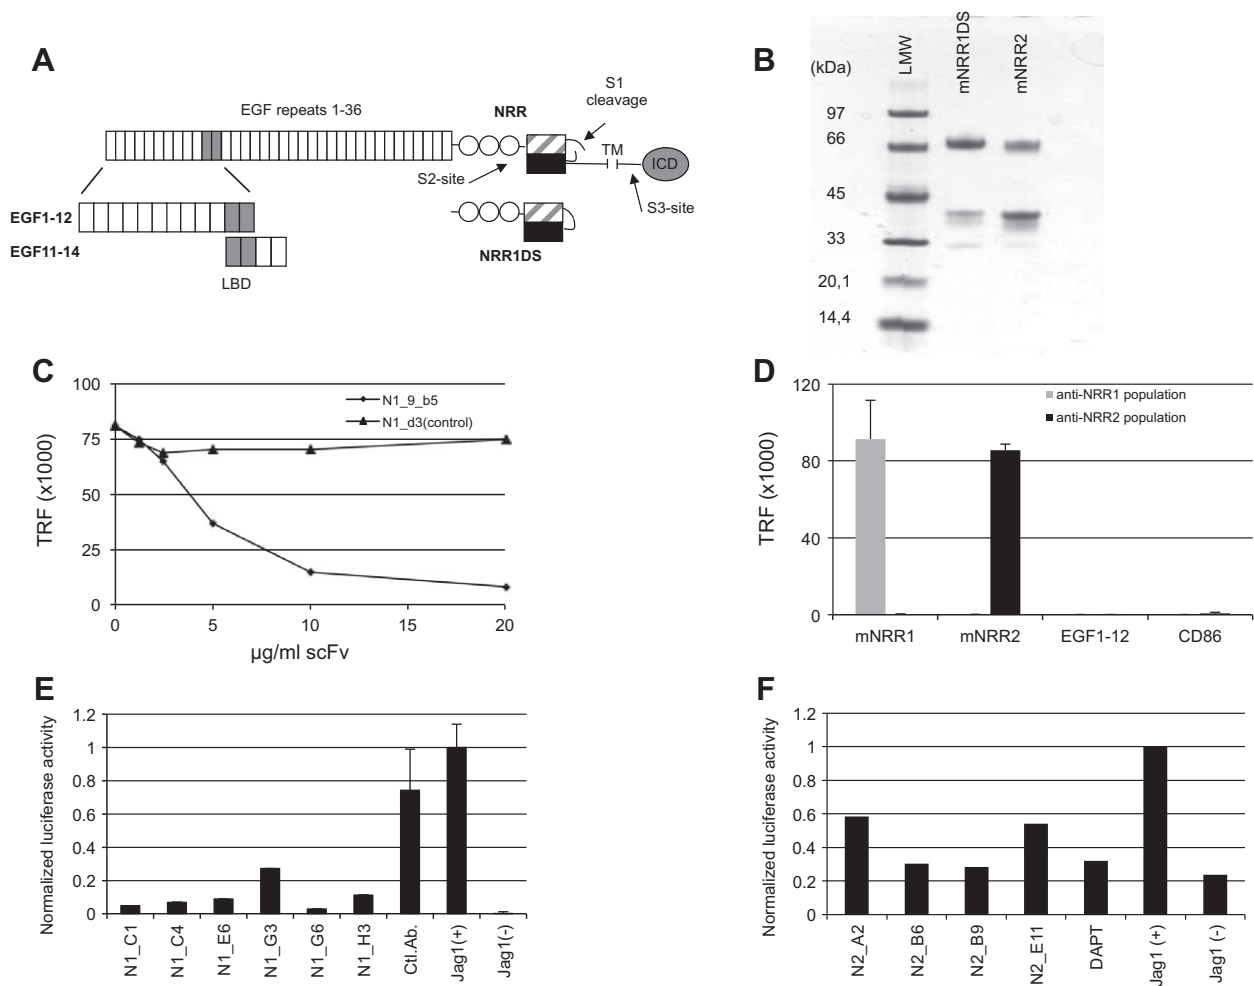 A
EGF repeats 1-36
NRR
S1
cleavage
TM
ICD
S2-site
S3-site
EGF1-12
EGF11-14
LBD
NRR1DS
B
(kDa)
LMW
mNRR1DS
mNRR2
97
66
45
33
20,1
14,4
C
100
75
50
25
0
TRF (x1000)
N1_9_b5
N1_d3(control)
0 5 10 15 20
µg/ml scFv
D
120
80
40
0
TRF (x1000)
anti-NRR1 population
anti-NRR2 population
mNRR1 mNRR2 EGF1-12 CD86
E
Normalized luciferase activity
1.2
1
0.8
0.6
0.4
0.2
0
N1_C1
N1_C4
N1_E6
N1_G3
N1_G6
N1_H3
Ctl.Ab.
Jag1(+)
Jag1(-)
F
Normalized luciferase activity
1.2
1
0.8
0.6
0.4
0.2
0
N2_A2
N2_B6
N2_B9
N2_E11
DAPT
Jag1 (+)
Jag1 (-)